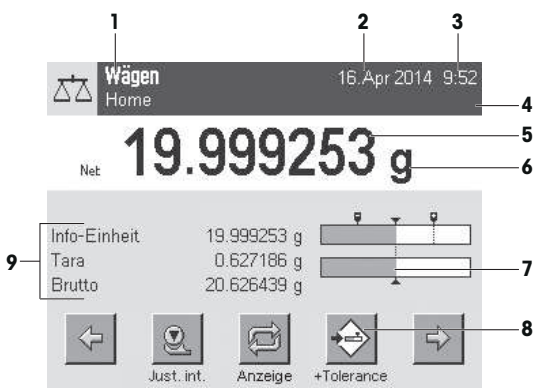 1 2 3
Wägen 16.Apr 2014 9:52
Home
4
5
Net 19.999253 g
6
Info-Einheit 19.999253 g
9 Tara 0.627186 g 7
Brutto 20.626439 g
8
Just. int. Anzeige +Tolerance